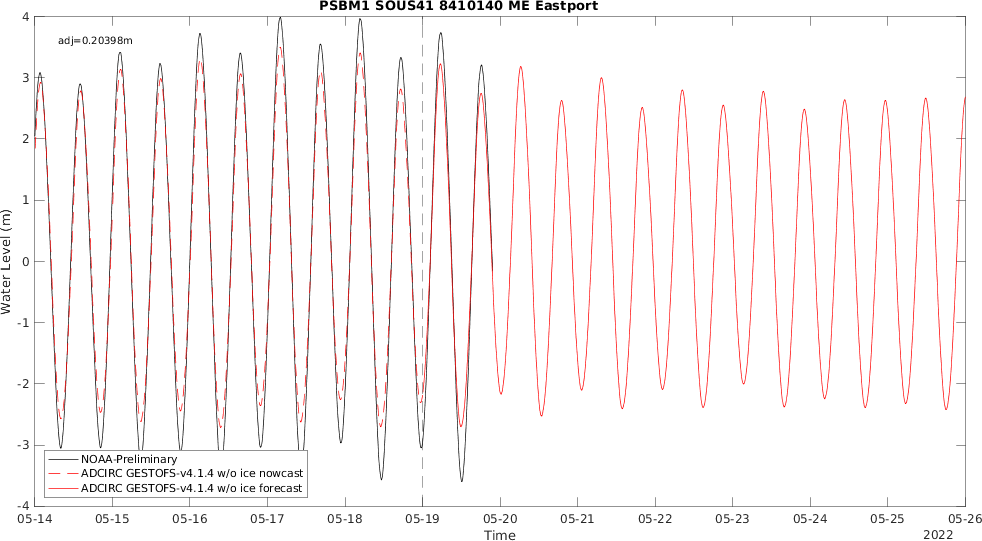 PSBM1 SOUS41 8410140 ME Eastport
adj=0.20398m
4
3
2
1
0
-1
-2
-3
-4
Water Level (m)
NOAA-Preliminary
ADCIRC GESTOFS-v4.1.4 w/o ice nowcast
ADCIRC GESTOFS-v4.1.4 w/o ice forecast
05-14 05-15 05-16 05-17 05-18 05-19 05-20 05-21 05-22 05-23 05-24 05-25 05-26
Time
2022